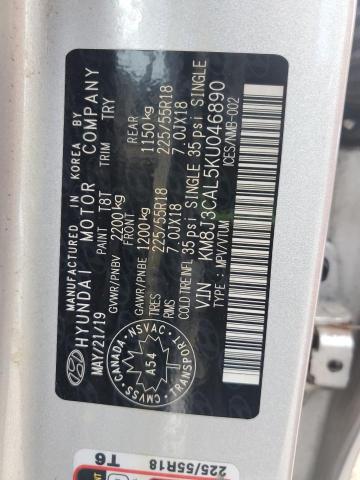 MANUFACTURED IN KOREA BY
HYUNDAI MOTOR COMPANY
MAY/21/19 PAINT T8T TRIM TRY
GVWR/PNBV 2200 kg
FRONT REAR
GAWR/PNBE 1200 kg 1150 kg
TIRES 225/55R18 225/55R18
RIMS 7.0JX18 7.0JX18
COLD TIRE INFL 35 psi SINGLE 35 psi SINGLE
VIN KM8J3CAL5KU046890
TYPE : MPV/VTUM ICES/NMB-002
CANADA NSVAC
A54
CMVSS TRANSPORT
T6
225/55R18